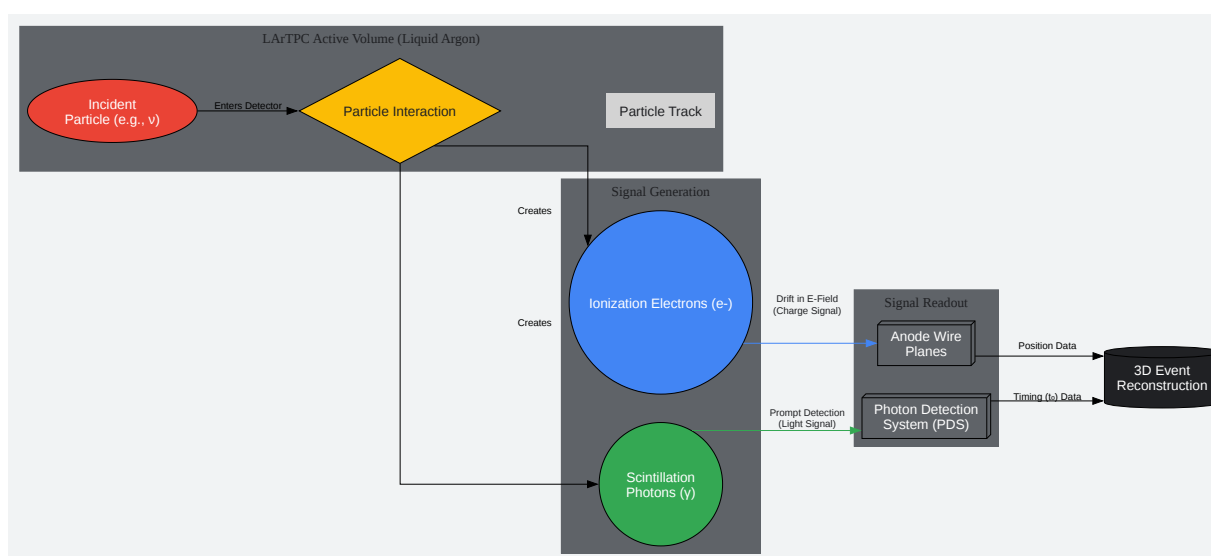 LArTPC Active Volume (Liquid Argon)
Incident
Particle (e.g., ν)
Enters Detector
Particle Interaction
Particle Track
Signal Generation
Creates
Ionization Electrons (e-)
Creates
Scintillation
Photons (γ)
Drift in E-Field
(Charge Signal)
Prompt Detection
(Light Signal)
Signal Readout
Anode Wire
Planes
Photon Detection
System (PDS)
Position Data
Timing (t₀) Data
3D Event
Reconstruction